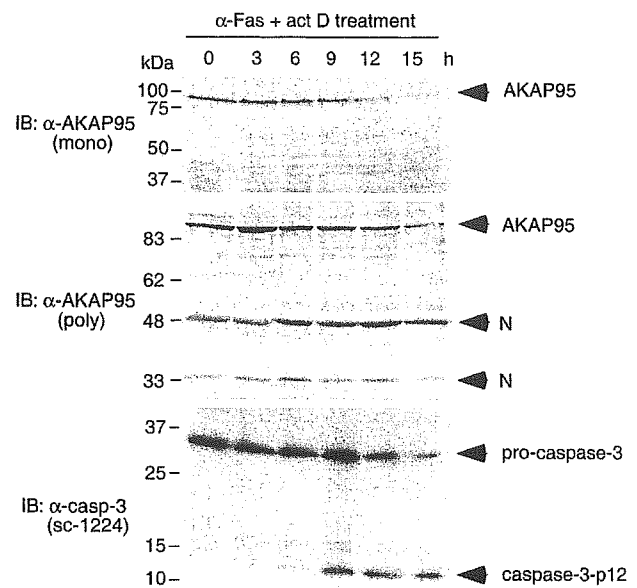 α-Fas + act D treatment
kDa 0 3 6 9 12 15 h
100
75
50
37
IB: α-AKAP95
(mono)
AKAP95
83
62
48
33
IB: α-AKAP95
(poly)
AKAP95
N
N
37
25
15
10
IB: α-casp-3
(sc-1224)
pro-caspase-3
caspase-3-p12